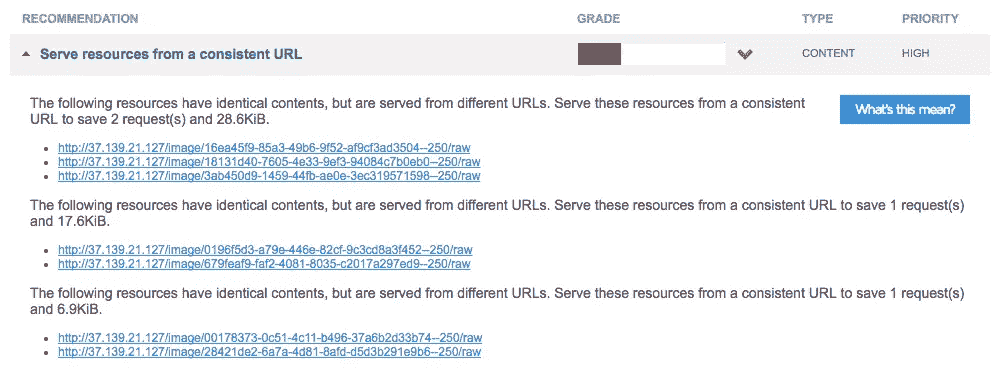 RECOMMENDATION GRADE TYPE PRIORITY
Serve resources from a consistent URL CONTENT HIGH
The following resources have identical contents, but are served from different URLs. Serve these resources from a consistent
URL to save 2 request(s) and 28.6KiB.
What's this mean?
http://37.139.21.127/image/16ea45f9-85a3-49b6-9f52-af9cf3ad3504--250/raw
http://37.139.21.127/image/18131d40-7605-4e33-9ef3-94084c7b0eb0--250/raw
http://37.139.21.127/image/3ab450d9-1459-44fb-ae0e-3ec319571598--250/raw
The following resources have identical contents, but are served from different URLs. Serve these resources from a consistent URL to save 1 request(s)
and 17.6KiB.
http://37.139.21.127/image/0196f5d3-a79e-446e-82cf-9c3cd8a3f452--250/raw
http://37.139.21.127/image/679feaf9-faf2-4081-8035-c2017a297ed9--250/raw
The following resources have identical contents, but are served from different URLs. Serve these resources from a consistent URL to save 1 request(s)
and 6.9KiB.
http://37.139.21.127/image/00178373-0c51-4c11-b496-37a6b2d33b74--250/raw
http://37.139.21.127/image/28421de2-6a7a-4d81-8afd-d5d3b291e9b6--250/raw